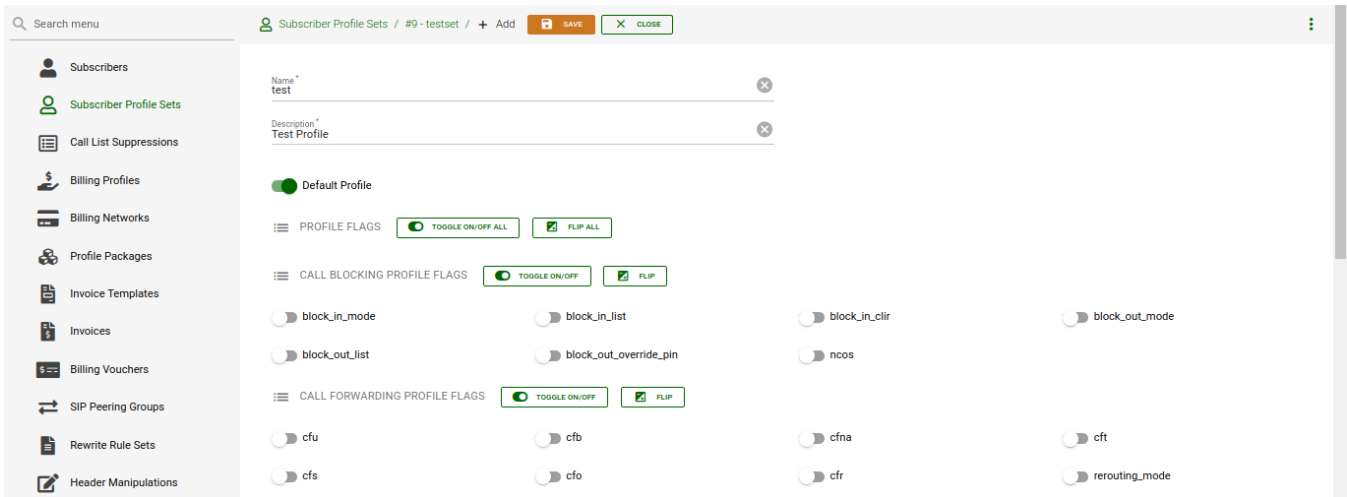 Search menu
Subscriber Profile Sets / #9 - testset / + Add SAVE X CLOSE
Subscribers
Subscriber Profile Sets
Call List Suppressions
Billing Profiles
Billing Networks
Profile Packages
Invoice Templates
Invoices
Billing Vouchers
SIP Peering Groups
Rewrite Rule Sets
Header Manipulations
Name *
test
Description *
Test Profile
Default Profile
PROFILE FLAGS TOGGLE ON/OFF ALL FLIP ALL
CALL BLOCKING PROFILE FLAGS TOGGLE ON/OFF FLIP
block_in_mode block_in_list block_in_clir block_out_mode
block_out_list block_out_override_pin ncos
CALL FORWARDING PROFILE FLAGS TOGGLE ON/OFF FLIP
cfu cfb cfna cft
cfs cfo cfr rerouting_mode